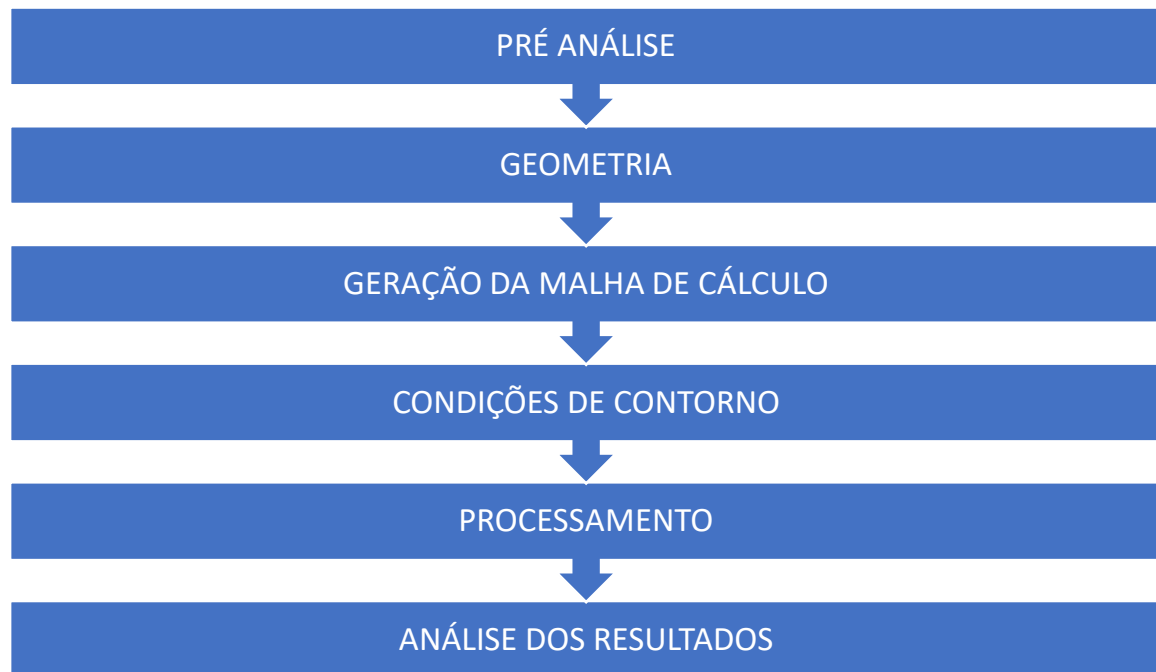 PRÉ ANÁLISE
GEOMETRIA
GERAÇÃO DA MALHA DE CÁLCULO
CONDIÇÕES DE CONTORNO
PROCESSAMENTO
ANÁLISE DOS RESULTADOS